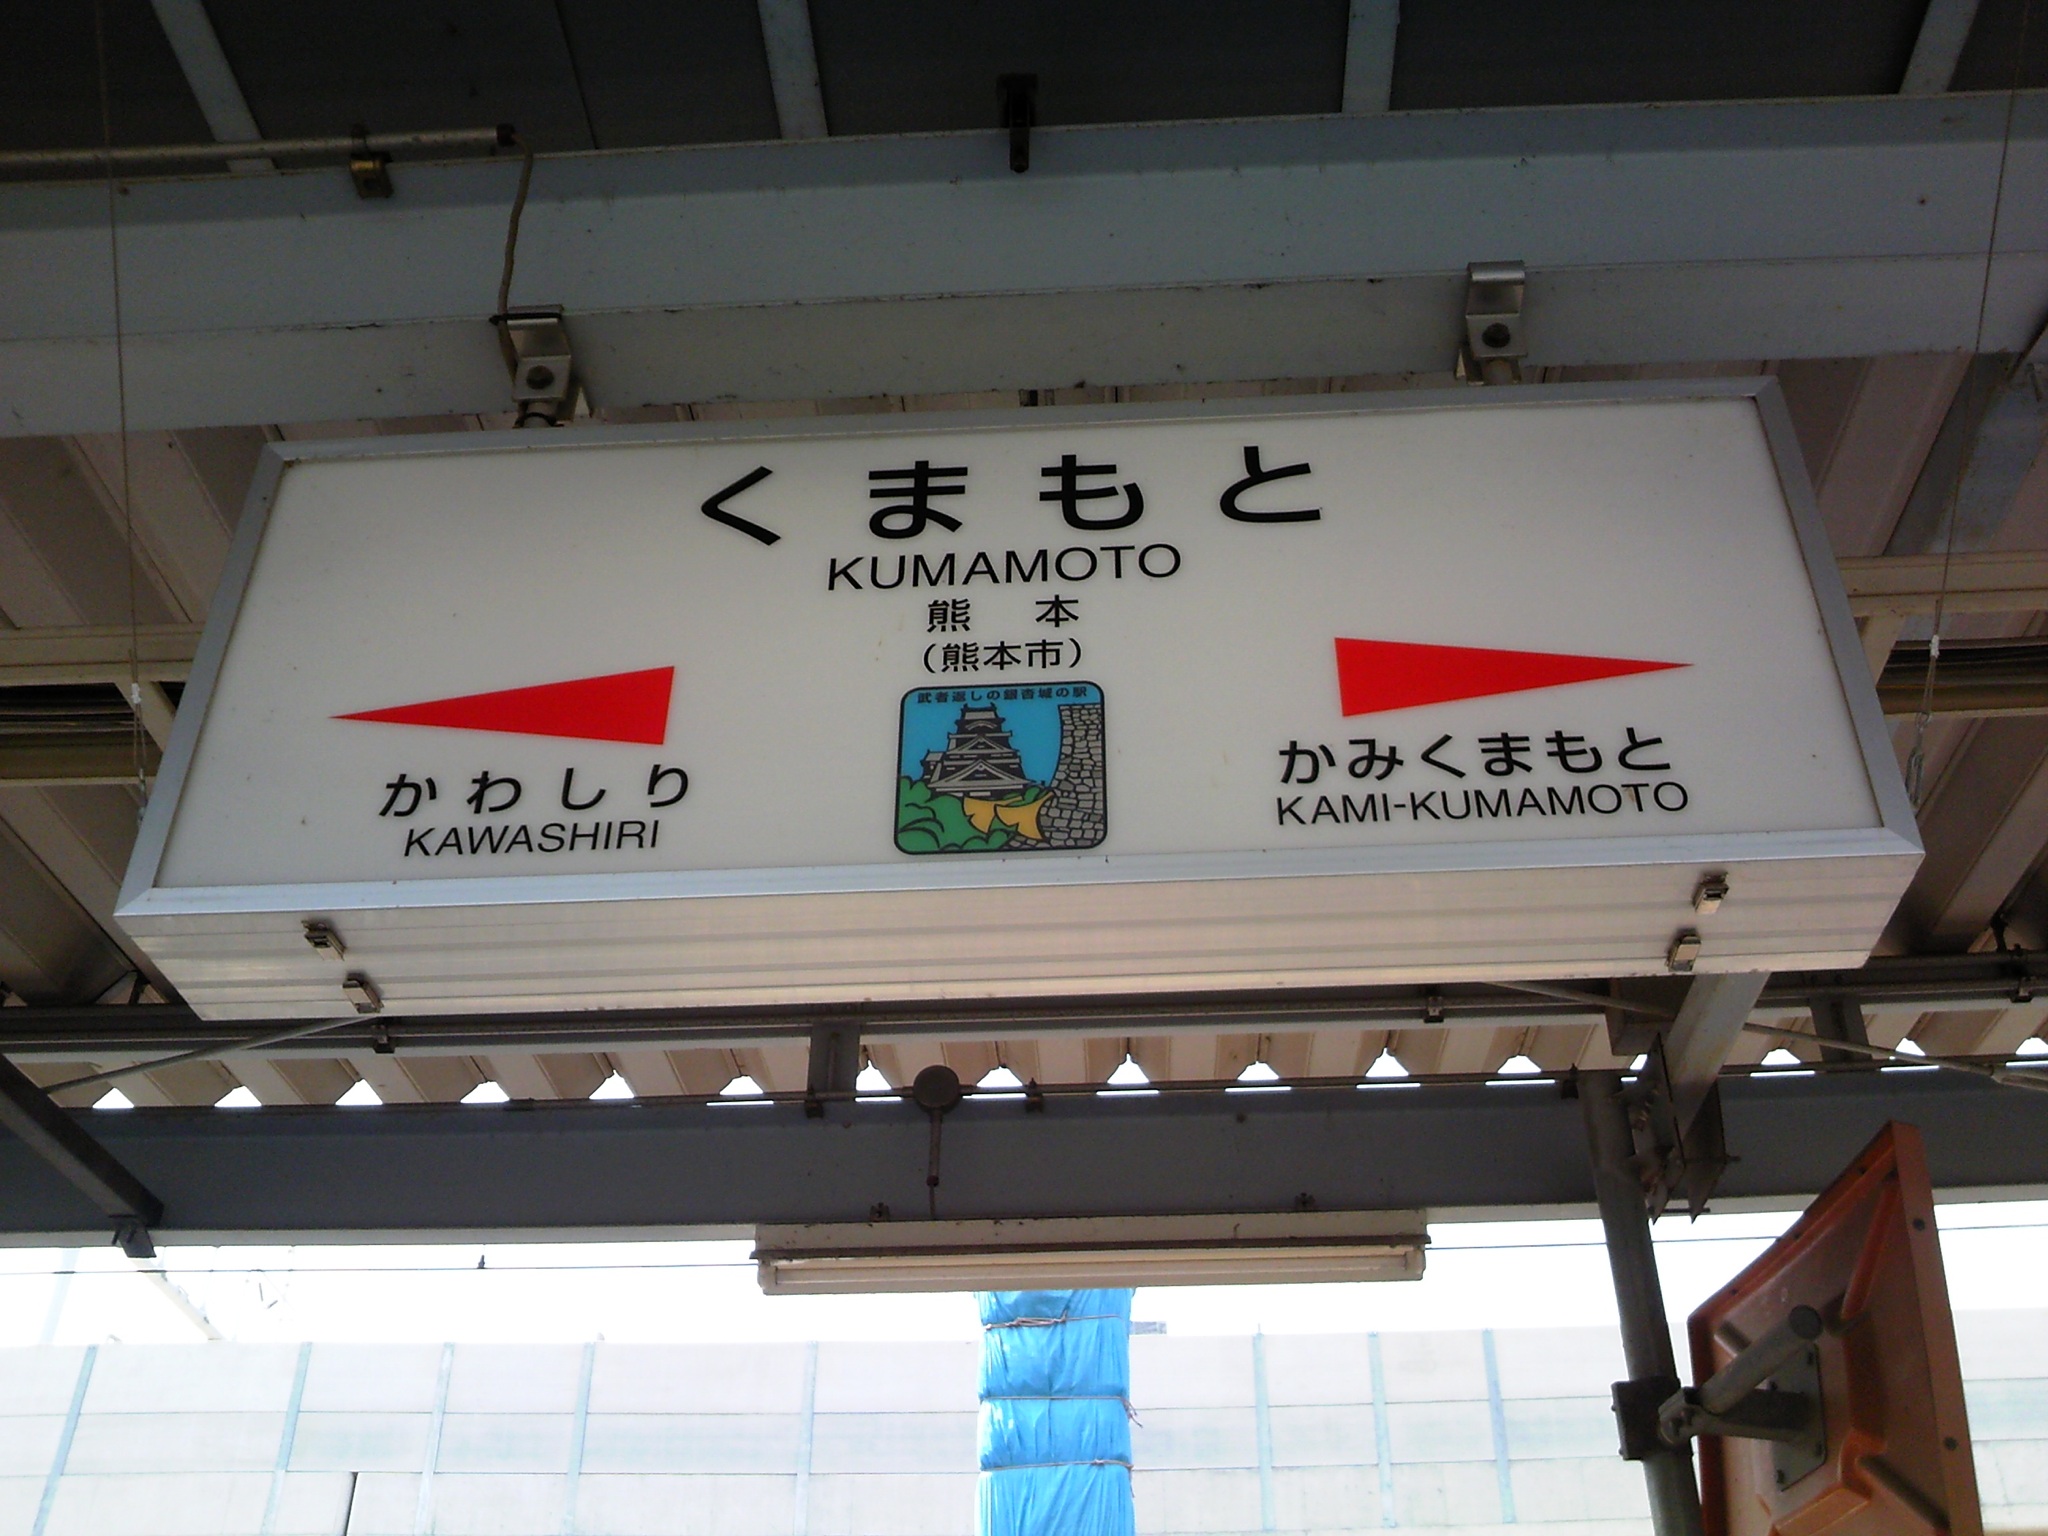 くまもと
KUMAMOTO
熊 本
(熊本市)
武者返しの銀杏城の駅
かわしり
KAWASHIRI
かみくまもと
KAMI-KUMAMOTO